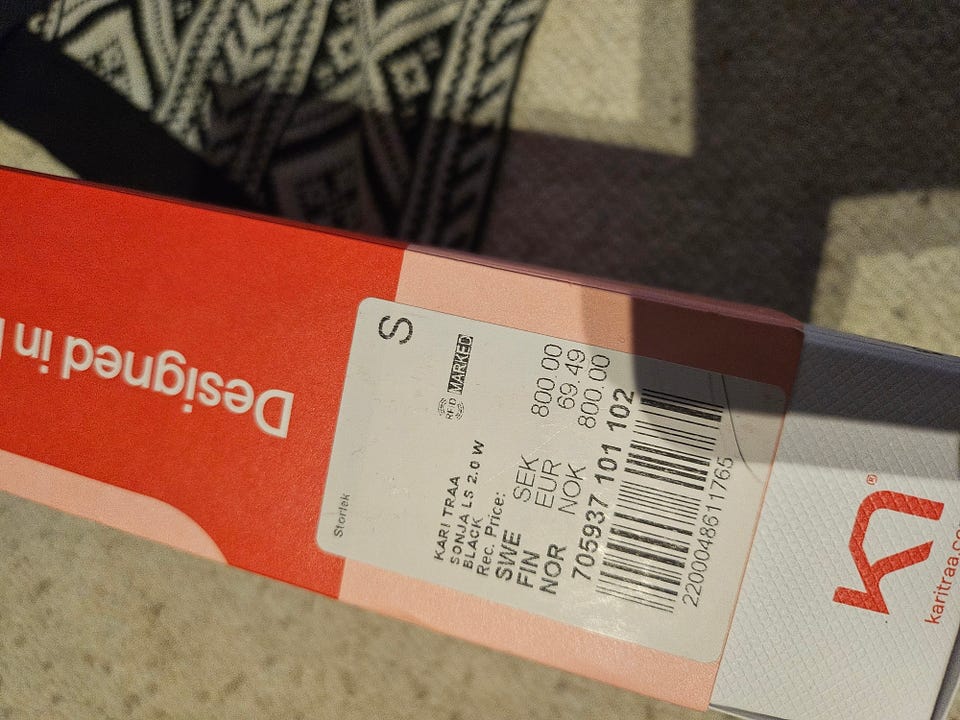 Designed in
S
RFID MARKED
KARI TRAA
SONJA LS 2.0 W
BLACK
Rec. Price:
SWE SEK 800.00
FIN EUR 69.49
NOR NOK 800.00
705937 101 102
2200048611765
Storlek
karitraa.co